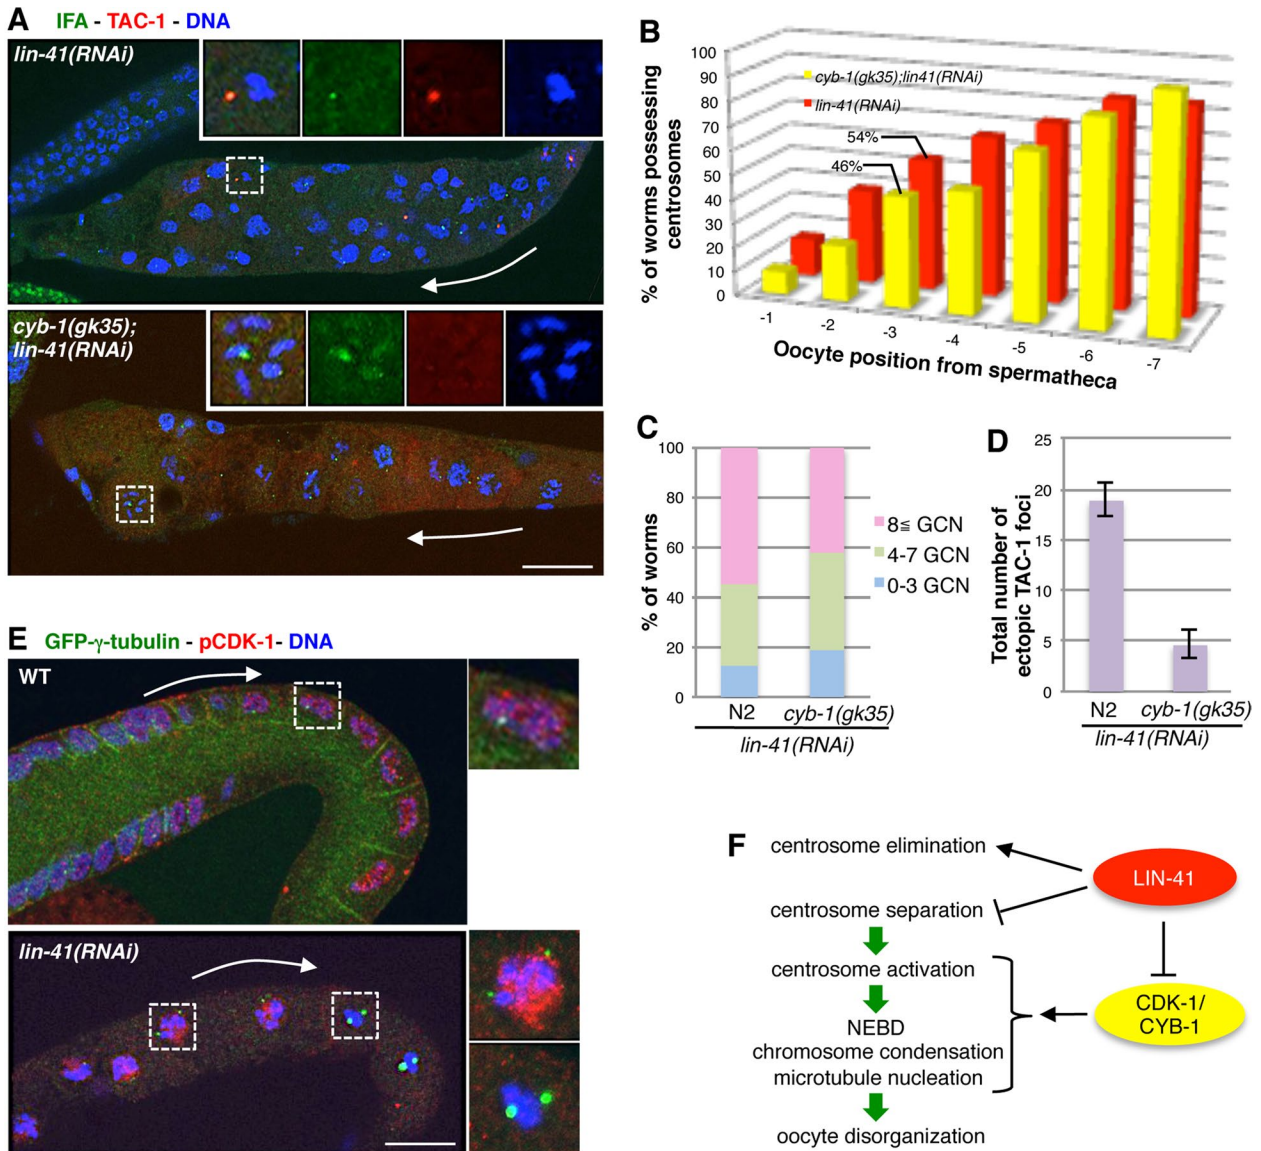 A
IFA - TAC-1 - DNA
lin-41(RNAi)
cyb-1(gk35);
lin-41(RNAi)
B
% of worms possessing
centrosomes
100
90
80
70
60
50
40
30
20
10
0
cyb-1(gk35);lin41(RNAi)
lin-41(RNAi)
54%
46%
-1
-2
-3
-4
-5
-6
-7
Oocyte position from spermatheca
C
% of worms
100
80
60
40
20
0
8≦ GCN
4-7 GCN
0-3 GCN
N2
cyb-1(gk35)
lin-41(RNAi)
D
Total number of
ectopic TAC-1 foci
25
20
15
10
5
0
N2
cyb-1(gk35)
lin-41(RNAi)
E
GFP-γ-tubulin - pCDK-1- DNA
WT
lin-41(RNAi)
F
centrosome elimination
LIN-41
centrosome separation
centrosome activation
CDK-1/
CYB-1
NEBD
chromosome condensation
microtubule nucleation
oocyte disorganization